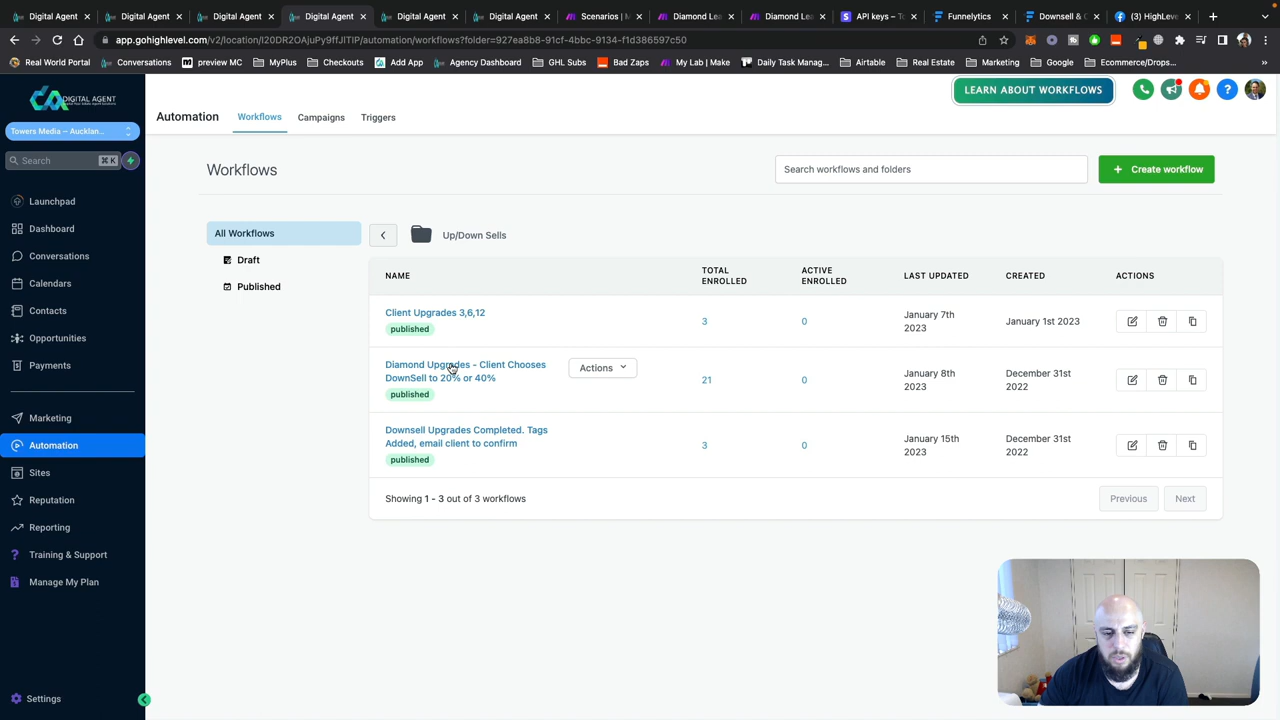 Digital Agent
Digital Agent
Digital Agent
Digital Agent
Digital Agent
Digital Agent
Scenarios | M
Diamond Lea
Diamond Lea
API keys – To
Funnelytics
Downsell & C
(3) HighLeve
app.gohighlevel.com/v2/location/I20DR2OAjuPy9ffJITIP/automation/workflows?folder=927ea8b8-91cf-4bbc-9134-f1d386597c50
Real World Portal
Conversations
preview MC
MyPlus
Checkouts
Add App
Agency Dashboard
GHL Subs
Bad Zaps
My Lab | Make
Daily Task Manag...
Airtable
Real Estate
Marketing
Google
Ecommerce/Drops...
DIGITAL AGENT
Towers Media – Aucklan...
Search
⌘ K
Launchpad
Dashboard
Conversations
Calendars
Contacts
Opportunities
Payments
Marketing
Automation
Sites
Reputation
Reporting
Training & Support
Manage My Plan
Settings
LEARN ABOUT WORKFLOWS
Automation
Workflows
Campaigns
Triggers
Workflows
Search workflows and folders
+ Create workflow
All Workflows
Draft
Published
Up/Down Sells
NAME
TOTAL
ENROLLED
ACTIVE
ENROLLED
LAST UPDATED
CREATED
ACTIONS
Client Upgrades 3,6,12
published
3
0
January 7th
2023
January 1st 2023
Diamond Upgrades - Client Chooses
DownSell to 20% or 40%
published
Actions
21
0
January 8th
2023
December 31st
2022
Downsell Upgrades Completed. Tags
Added, email client to confirm
published
3
0
January 15th
2023
December 31st
2022
Showing 1 - 3 out of 3 workflows
Previous
Next